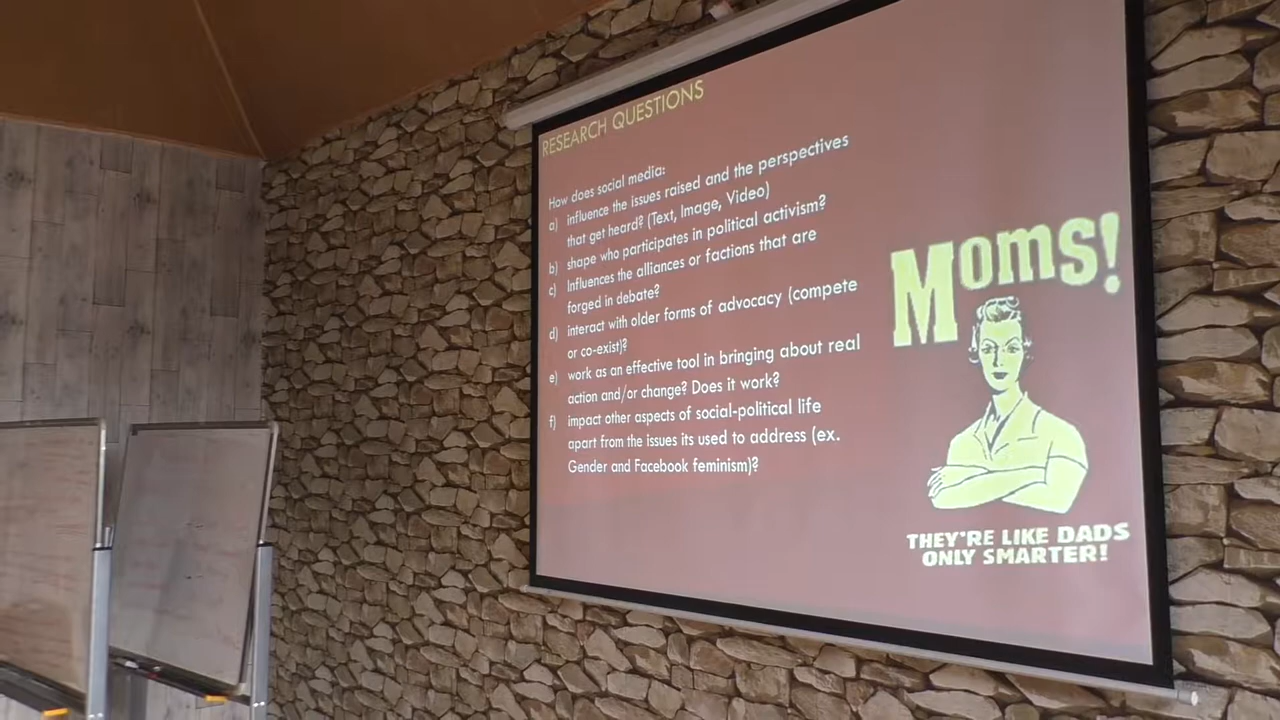 RESEARCH QUESTIONS
How does social media:
a) influence the issues raised and the perspectives
that get heard? (Text, Image, Video)
b) shape who participates in political activism?
c) Influences the alliances or factions that are
forged in debate?
d) interact with older forms of advocacy (compete
or co-exist)?
e) work as an effective tool in bringing about real
action and/or change? Does it work?
f) impact other aspects of social-political life
apart from the issues its used to address (ex.
Gender and Facebook feminism)?
Moms!
THEY'RE LIKE DADS
ONLY SMARTER!